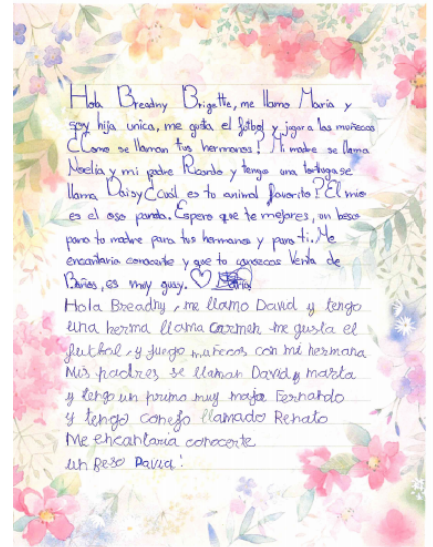 Hola Breadny Brigitte, me llamo María y
soy hija unica, me gusta el fútbol y jugar a las muñecas
¿Como se llaman tus hermanos? Mi madre se llama
Noelia y mi padre Ricardo y tengo una tortuga se
llama Daisy ¿cuál es tu animal favorito? El mio
es el oso panda. Espero que te mejores, un beso
para tu madre para tus hermanos y para ti. Me
encantaria conocerte y que tu conozcas Venta de
Baños, es muy guay.
Hola Breadny, me llamo David y tengo
una herma llama Carmen me gusta el
futbol, y juego muñecos con mi hermana
Mis padres se llaman David y marta
y tengo un primo muy majo Fernando
y tengo conejo llamado Renato
Me encantaria conocerte
un Beso David!